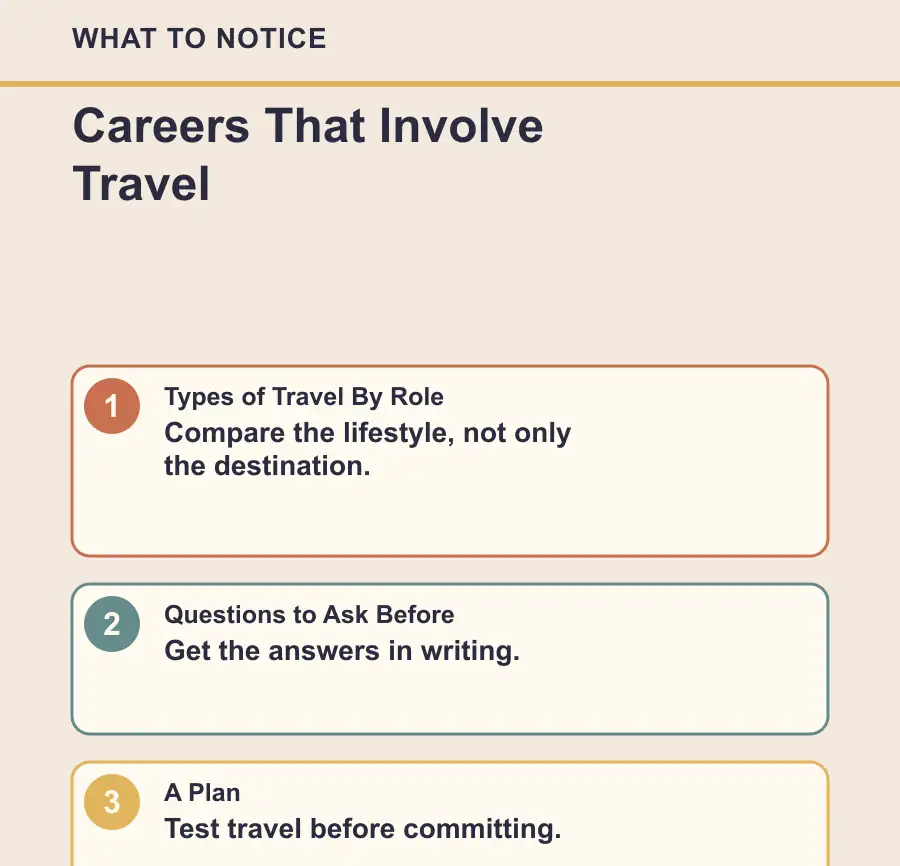 WHAT TO NOTICE
Careers That Involve
Travel
1
Types of Travel By Role
Compare the lifestyle, not only
the destination.
2
Questions to Ask Before
Get the answers in writing.
3
A Plan
Test travel before committing.